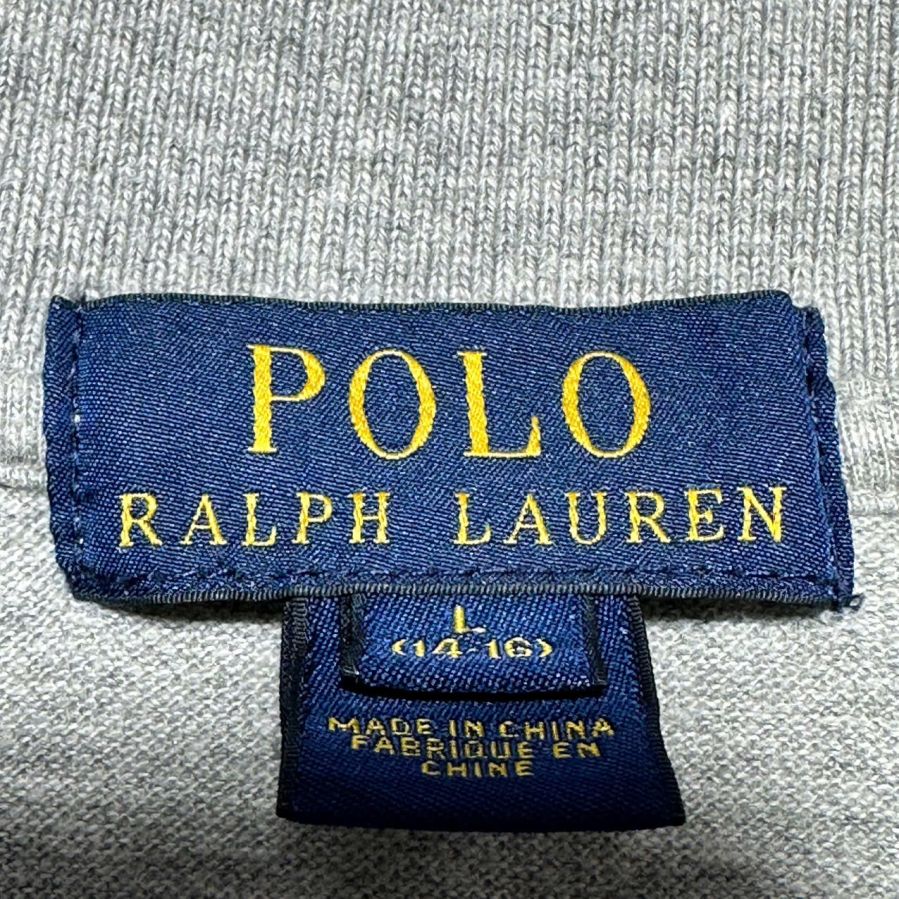 POLO
RALPH LAUREN
L
(14-16)
MADE IN CHINA
FABRIQUE EN
CHINE